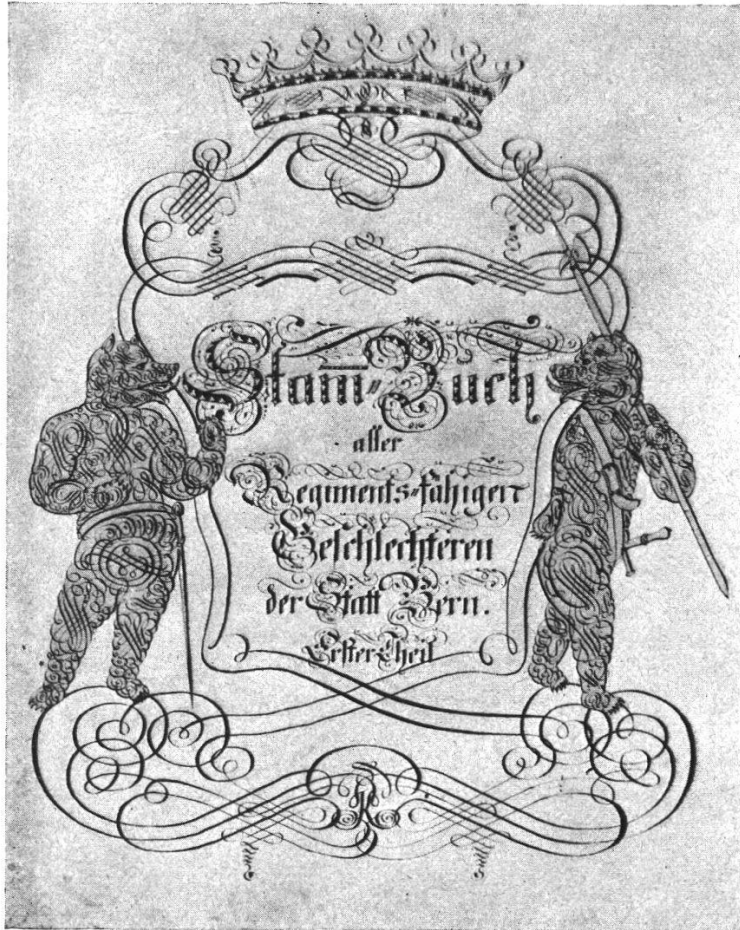 Stam̅=Buch
aller
Regiments=fähigen
Geschlechteren
der Statt Bern.
Erster Theil